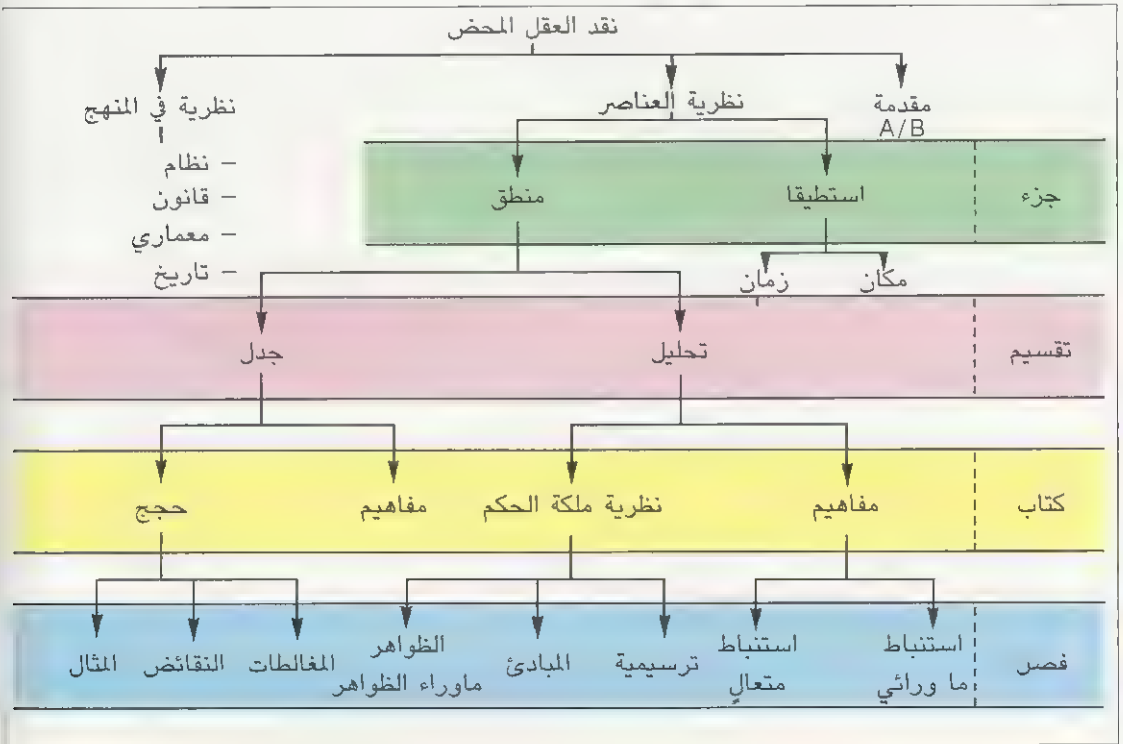 نقد العقل المحض
مقدمة
A/B
نظرية العناصر
نظرية في المنهج
– نظام
– قانون
– معماري
– تاريخ
جزء
استطيقا
منطق
مكان
زمان
تقسيم
تحليل
جدل
كتاب
مفاهيم
نظرية ملكة الحكم
مفاهيم
حجج
فصر
استنباط
ما ورائي
استنباط
متعالٍ
ترسيمية
المبادئ
الظواهر
ماوراء الظواهر
المغالطات
النقائض
المثال